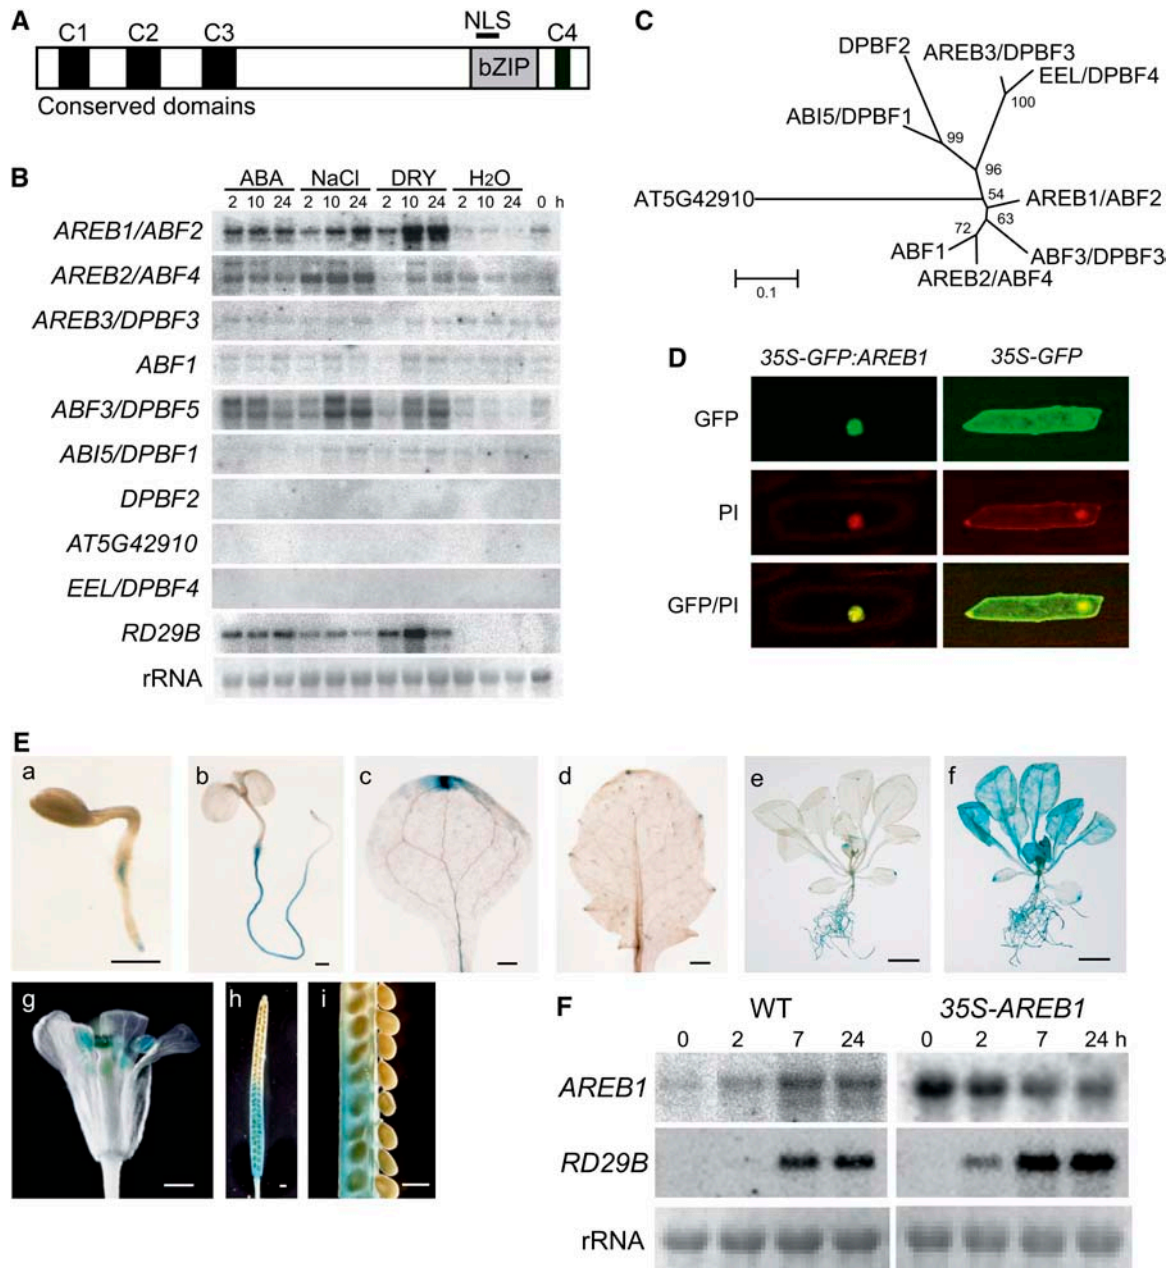 A
C1 C2 C3 NLS C4
bZIP
Conserved domains
B
ABA NaCl DRY H2O
2 10 24 2 10 24 2 10 24 2 10 24 0 h
AREB1/ABF2
AREB2/ABF4
AREB3/DPBF3
ABF1
ABF3/DPBF5
ABI5/DPBF1
DPBF2
AT5G42910
EEL/DPBF4
RD29B
rRNA
C
DPBF2
AREB3/DPBF3
EEL/DPBF4
100
ABI5/DPBF1
99
96
AT5G42910
54
AREB1/ABF2
63
72
ABF1
ABF3/DPBF3
AREB2/ABF4
0.1
D
35S-GFP:AREB1 35S-GFP
GFP
PI
GFP/PI
E
a b c d e f
g h i
F
WT 35S-AREB1
0 2 7 24 0 2 7 24 h
AREB1
RD29B
rRNA